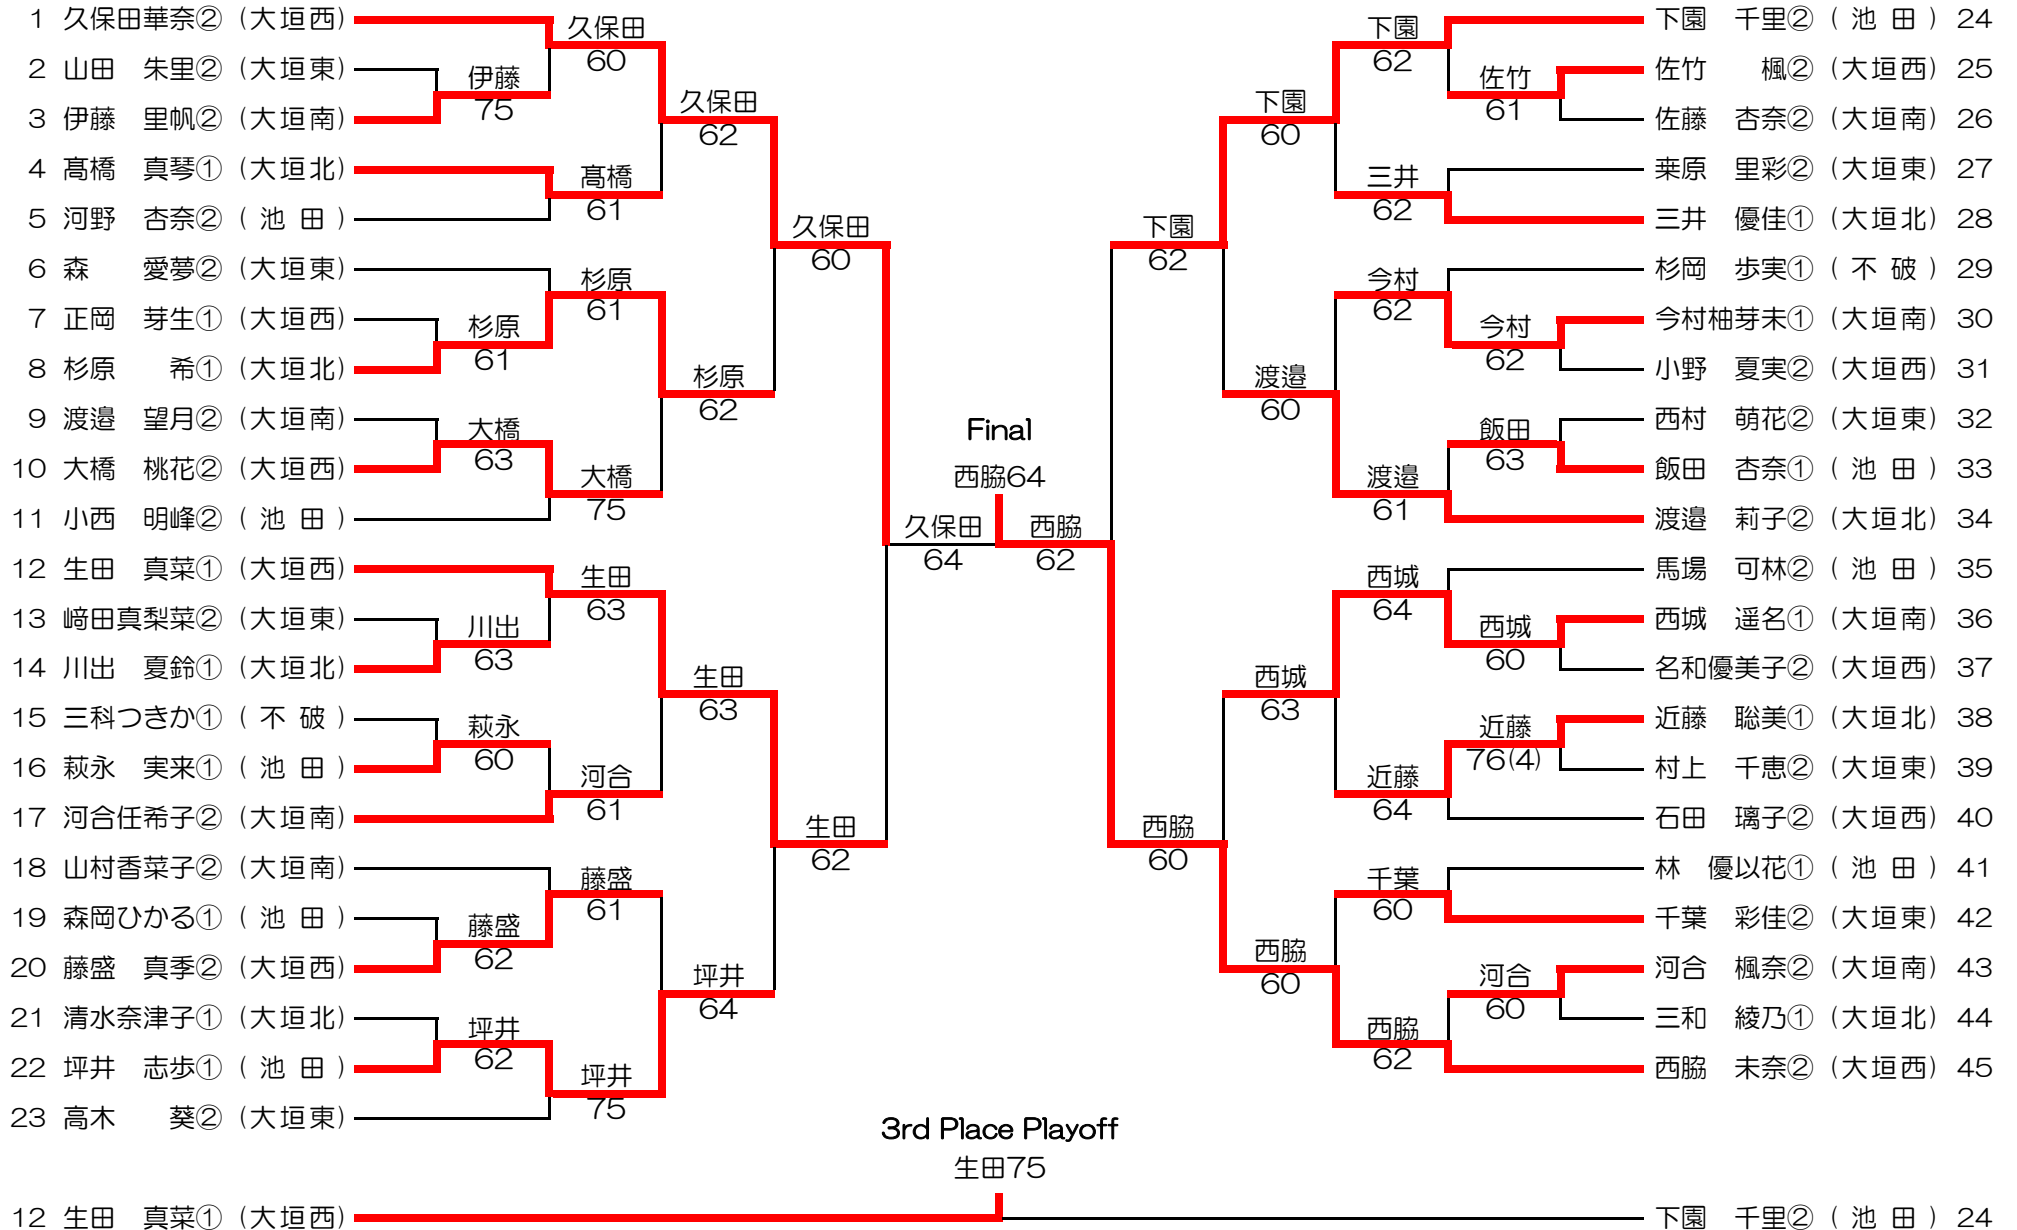 1 久保田華奈② (大垣西)
2 山田 朱里② (大垣東)
3 伊藤 里帆② (大垣南)
4 髙橋 真琴① (大垣北)
5 河野 杏奈② ( 池 田 )
6 森 愛夢② (大垣東)
7 正岡 芽生① (大垣西)
8 杉原 希① (大垣北)
9 渡邉 望月② (大垣南)
10 大橋 桃花② (大垣西)
11 小西 明峰② ( 池 田 )
12 生田 真菜① (大垣西)
13 﨑田真梨菜② (大垣東)
14 川出 夏鈴① (大垣北)
15 三科つきか① ( 不 破 )
16 萩永 実来① ( 池 田 )
17 河合任希子② (大垣南)
18 山村香菜子② (大垣南)
19 森岡ひかる① ( 池 田 )
20 藤盛 真季② (大垣西)
21 清水奈津子① (大垣北)
22 坪井 志歩① ( 池 田 )
23 高木 葵② (大垣東)
伊藤
75
杉原
61
大橋
63
川出
63
萩永
60
藤盛
62
坪井
62
久保田
60
髙橋
61
杉原
61
大橋
75
生田
63
河合
61
藤盛
61
坪井
75
久保田
62
杉原
62
生田
63
坪井
64
久保田
60
生田
62
久保田
64
Final
西脇64
西脇
62
下園
62
西脇
60
下園
60
渡邉
60
西城
63
西脇
60
下園
62
三井
62
今村
62
渡邉
61
西城
64
近藤
64
千葉
60
西脇
62
佐竹
61
今村
62
飯田
63
西城
60
近藤
76(4)
河合
60
下園 千里② ( 池 田 ) 24
佐竹 楓② (大垣西) 25
佐藤 杏奈② (大垣南) 26
桒原 里彩② (大垣東) 27
三井 優佳① (大垣北) 28
杉岡 歩実① ( 不 破 ) 29
今村柚芽未① (大垣南) 30
小野 夏実② (大垣西) 31
西村 萌花② (大垣東) 32
飯田 杏奈① ( 池 田 ) 33
渡邉 莉子② (大垣北) 34
馬場 可林② ( 池 田 ) 35
西城 遥名① (大垣南) 36
名和優美子② (大垣西) 37
近藤 聡美① (大垣北) 38
村上 千恵② (大垣東) 39
石田 璃子② (大垣西) 40
林 優以花① ( 池 田 ) 41
千葉 彩佳② (大垣東) 42
河合 楓奈② (大垣南) 43
三和 綾乃① (大垣北) 44
西脇 未奈② (大垣西) 45
3rd Place Playoff
生田75
12 生田 真菜① (大垣西)
下園 千里② ( 池 田 ) 24